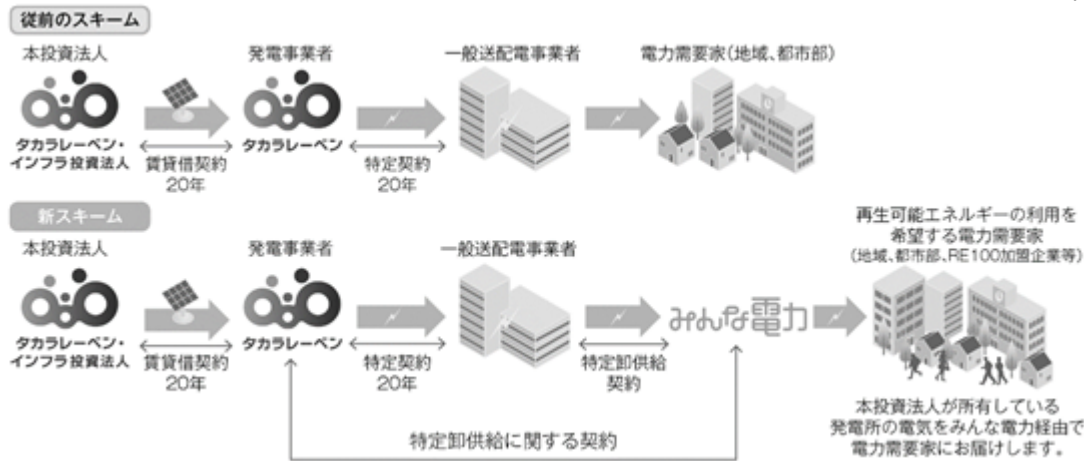 従前のスキーム
本投資法人
発電事業者
一般送配電事業者
電力需要家(地域、都市部)
タカラレーベン・
インフラ投資法人
賃貸借契約
20年
タカラレーベン
特定契約
20年
新スキーム
本投資法人
発電事業者
一般送配電事業者
再生可能エネルギーの利用を
希望する電力需要家
(地域、都市部、RE100加盟企業等)
タカラレーベン・
インフラ投資法人
賃貸借契約
20年
タカラレーベン
特定契約
20年
特定卸供給
契約
みんな電力
特定卸供給に関する契約
本投資法人が所有している
発電所の電気をみんな電力経由で
電力需要家にお届けします。